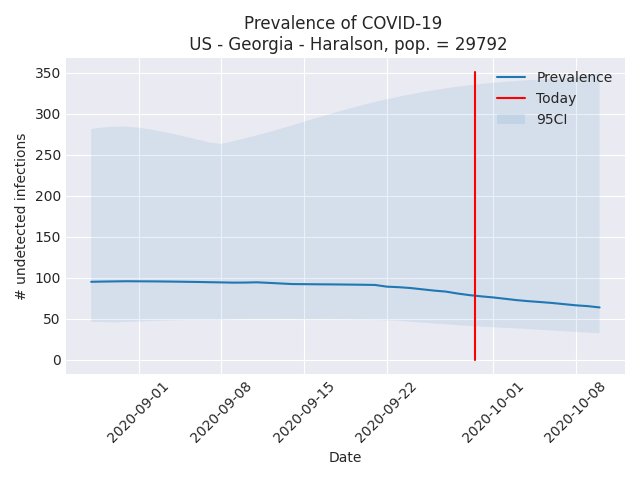 Prevalence of COVID-19
US - Georgia - Haralson, pop. = 29792
350
300
250
200
150
100
50
0
# undetected infections
Prevalence
Today
95CI
2020-09-01
2020-09-08
2020-09-15
2020-09-22
2020-10-01
2020-10-08
Date